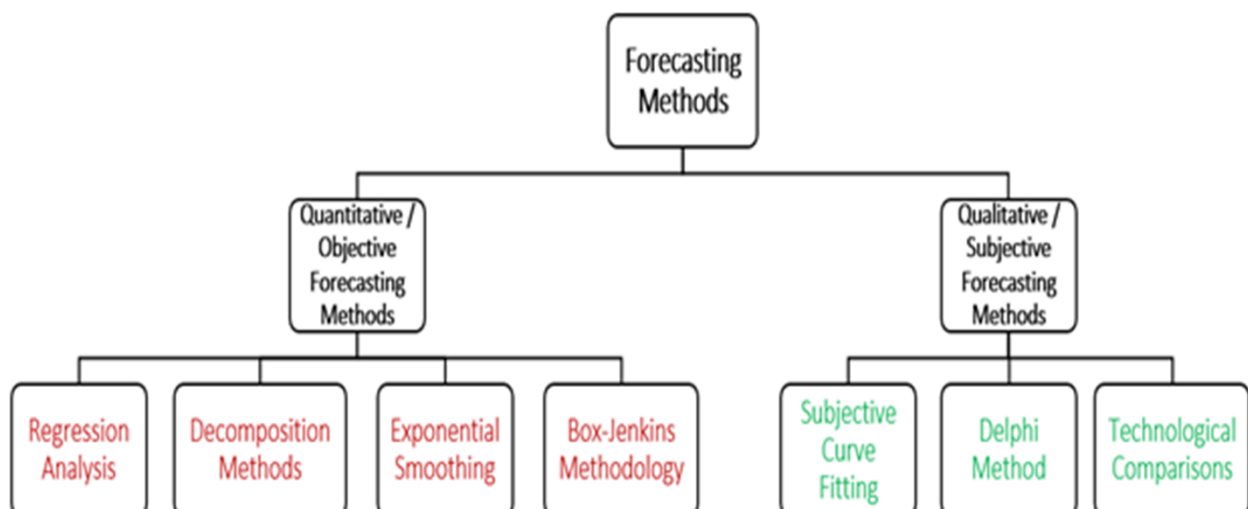 Forecasting
Methods
Quantitative /
Objective
Forecasting
Methods
Qualitative /
Subjective
Forecasting
Methods
Regression
Analysis
Decomposition
Methods
Exponential
Smoothing
Box-Jenkins
Methodology
Subjective
Curve
Fitting
Delphi
Method
Technological
Comparisons